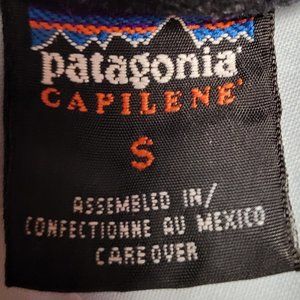 patagonia
CAPILENE®
S
ASSEMBLED IN/
CONFECTIONNE AU MEXICO
CARE OVER